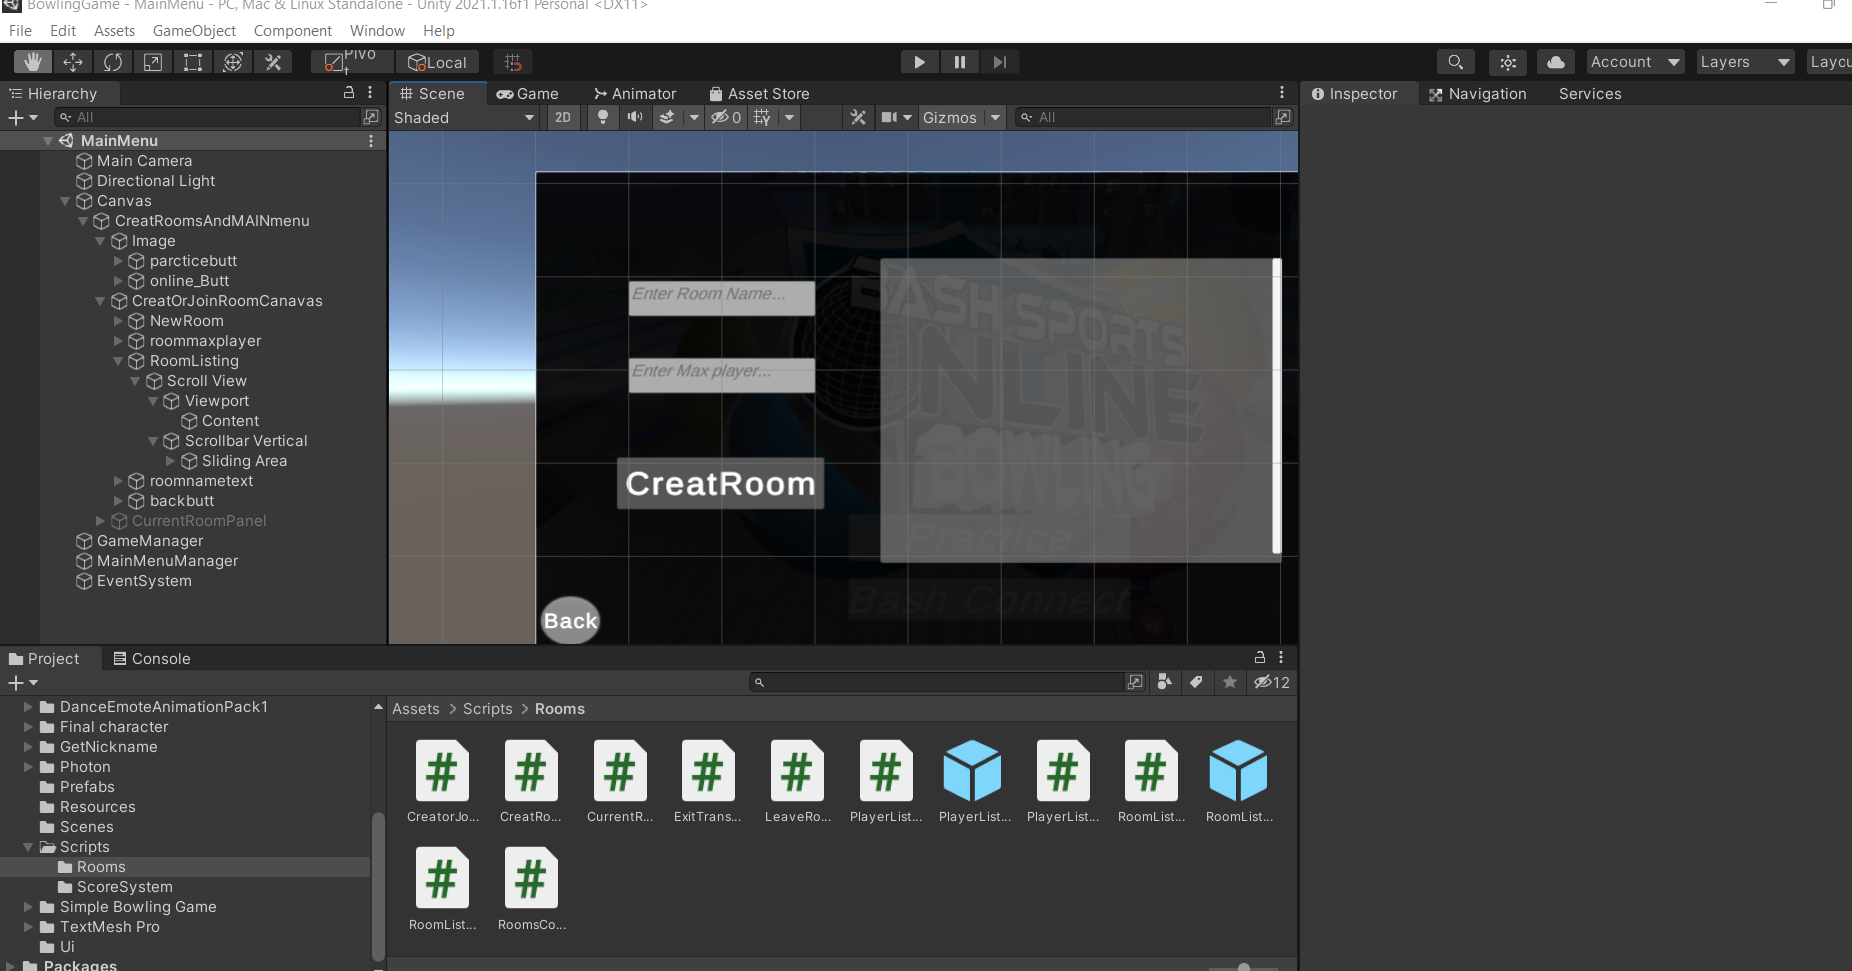 BowlingGame - MainMenu - PC, Mac & Linux Standalone - Unity 2021.1.16f1 Personal <DX11>
File Edit Assets GameObject Component Window Help
Pivot Local Account Layers Layou
Hierarchy
All
MainMenu
Main Camera
Directional Light
Canvas
CreatRoomsAndMAINmenu
Image
parcticebutt
online_Butt
CreatOrJoinRoomCanavas
NewRoom
roommaxplayer
RoomListing
Scroll View
Viewport
Content
Scrollbar Vertical
Sliding Area
roomnametext
backbutt
CurrentRoomPanel
GameManager
MainMenuManager
EventSystem
Scene Game Animator Asset Store
Shaded 2D 0 Gizmos All
Enter Room Name...
Enter Max player...
CreatRoom
Back
BASH SPORTS
NLINE
BOWLING
Practice
Bash Connect
Inspector Navigation Services
Project Console
12
DanceEmoteAnimationPack1
Final character
GetNickname
Photon
Prefabs
Resources
Scenes
Scripts
Rooms
ScoreSystem
Simple Bowling Game
TextMesh Pro
Ui
Packages
Assets > Scripts > Rooms
CreatorJo... CreatRo... CurrentR... ExitTrans... LeaveRo... PlayerList... PlayerList... PlayerList... RoomList... RoomList...
RoomList... RoomsCo...